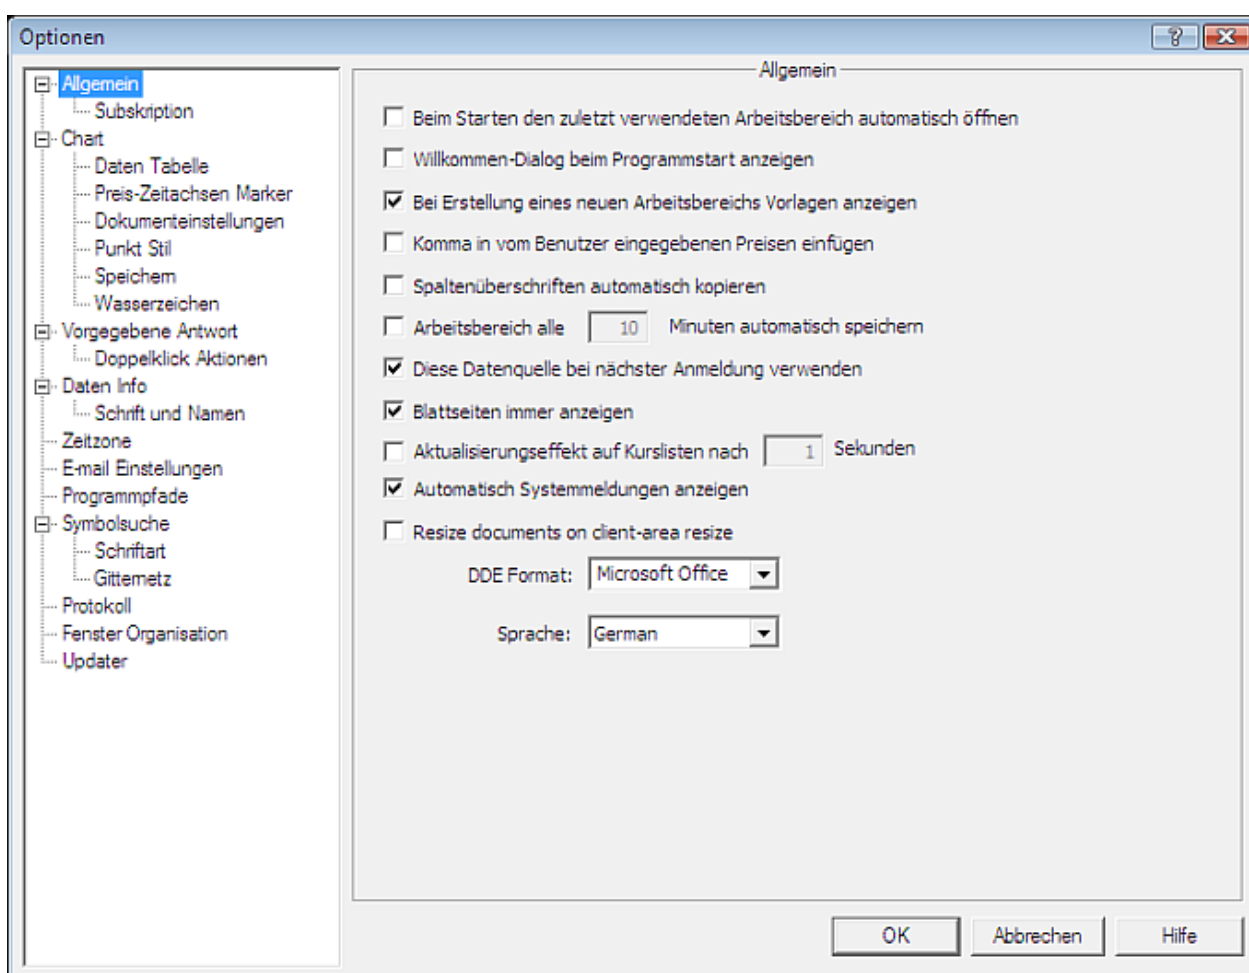 Optionen
Allgemein
Subskription
Chart
Daten Tabelle
Preis-Zeitachsen Marker
Dokumenteinstellungen
Punkt Stil
Speichern
Wasserzeichen
Vorgegebene Antwort
Doppelklick Aktionen
Daten Info
Schrift und Namen
Zeitzone
E-mail Einstellungen
Programmpfade
Symbolsuche
Schriftart
Gitternetz
Protokoll
Fenster Organisation
Updater
Allgemein
Beim Starten den zuletzt verwendeten Arbeitsbereich automatisch öffnen
Willkommen-Dialog beim Programmstart anzeigen
Bei Erstellung eines neuen Arbeitsbereichs Vorlagen anzeigen
Komma in vom Benutzer eingegebenen Preisen einfügen
Spaltenüberschriften automatisch kopieren
Arbeitsbereich alle 10 Minuten automatisch speichern
Diese Datenquelle bei nächster Anmeldung verwenden
Blattseiten immer anzeigen
Aktualisierungseffekt auf Kurslisten nach 1 Sekunden
Automatisch Systemmeldungen anzeigen
Resize documents on client-area resize
DDE Format: Microsoft Office
Sprache: German
OK Abbrechen Hilfe